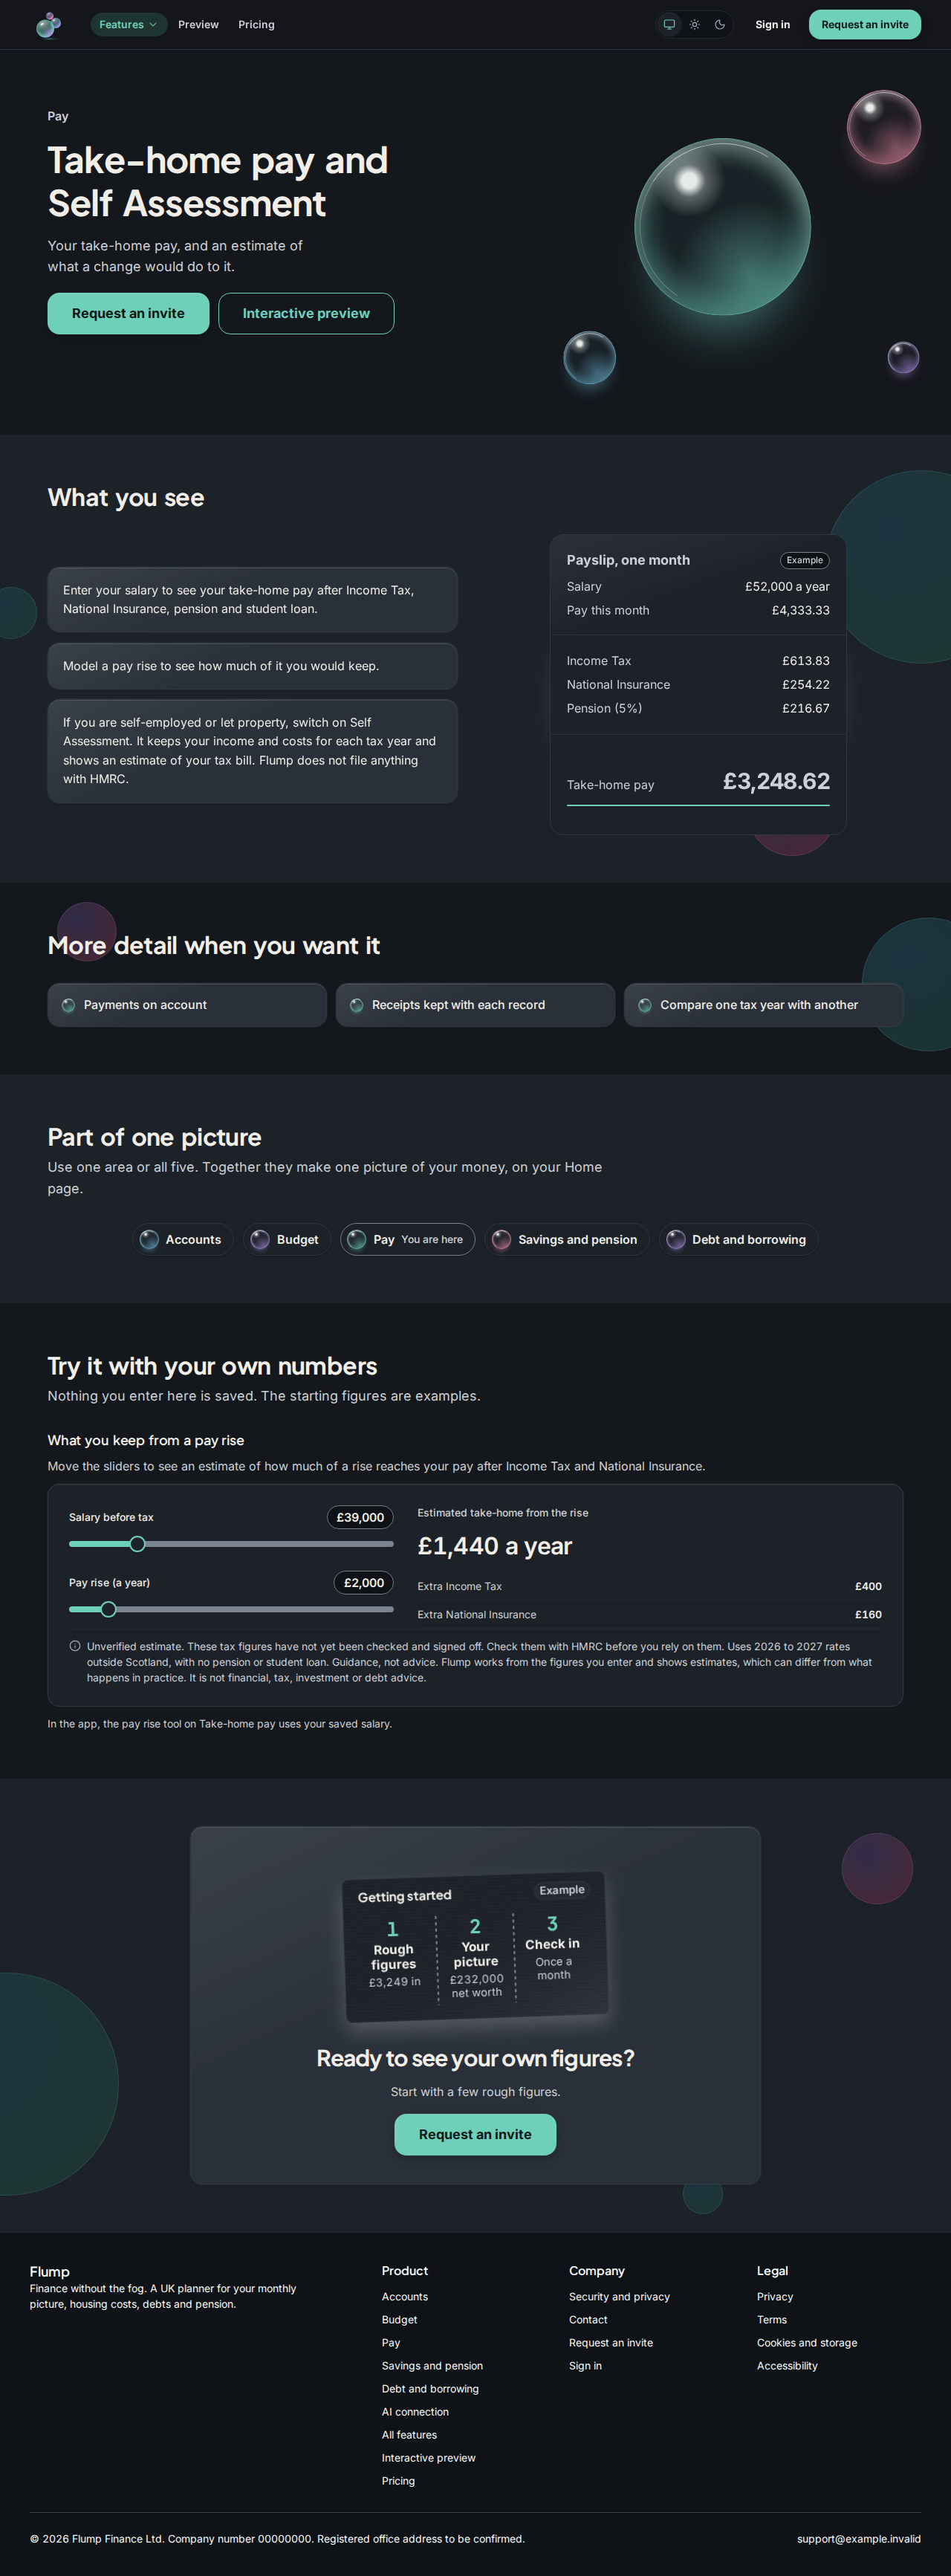 Features
Preview
Pricing
Sign in
Request an invite
Pay
Take-home pay and
Self Assessment
Your take-home pay, and an estimate of
what a change would do to it.
Request an invite
Interactive preview
What you see
Enter your salary to see your take-home pay after Income Tax,
National Insurance, pension and student loan.
Model a pay rise to see how much of it you would keep.
If you are self-employed or let property, switch on Self
Assessment. It keeps your income and costs for each tax year and
shows an estimate of your tax bill. Flump does not file anything
with HMRC.
Payslip, one month
Example
Salary
£52,000 a year
Pay this month
£4,333.33
Income Tax
£613.83
National Insurance
£254.22
Pension (5%)
£216.67
Take-home pay
£3,248.62
More detail when you want it
Payments on account
Receipts kept with each record
Compare one tax year with another
Part of one picture
Use one area or all five. Together they make one picture of your money, on your Home
page.
Accounts
Budget
Pay You are here
Savings and pension
Debt and borrowing
Try it with your own numbers
Nothing you enter here is saved. The starting figures are examples.
What you keep from a pay rise
Move the sliders to see an estimate of how much of a rise reaches your pay after Income Tax and National Insurance.
Salary before tax
£39,000
Pay rise (a year)
£2,000
Estimated take-home from the rise
£1,440 a year
Extra Income Tax
£400
Extra National Insurance
£160
Unverified estimate. These tax figures have not yet been checked and signed off. Check them with HMRC before you rely on them. Uses 2026 to 2027 rates
outside Scotland, with no pension or student loan. Guidance, not advice. Flump works from the figures you enter and shows estimates, which can differ from what
happens in practice. It is not financial, tax, investment or debt advice.
In the app, the pay rise tool on Take-home pay uses your saved salary.
Getting started
Example
1
Rough
figures
£3,249 in
2
Your
picture
£232,000
net worth
3
Check in
Once a
month
Ready to see your own figures?
Start with a few rough figures.
Request an invite
Flump
Finance without the fog. A UK planner for your monthly
picture, housing costs, debts and pension.
Product
Accounts
Budget
Pay
Savings and pension
Debt and borrowing
AI connection
All features
Interactive preview
Pricing
Company
Security and privacy
Contact
Request an invite
Sign in
Legal
Privacy
Terms
Cookies and storage
Accessibility
© 2026 Flump Finance Ltd. Company number 00000000. Registered office address to be confirmed.
support@example.invalid